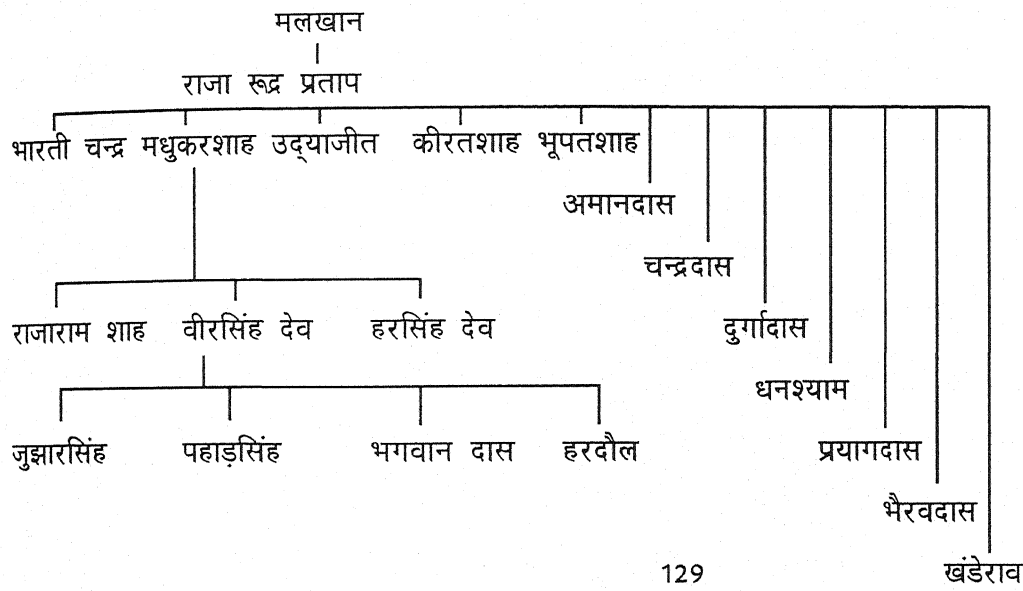 मलखान
राजा रूद्र प्रताप
भारती चन्द्र मधुकरशाह उद्‌याजीत कीरतशाह भूपतशाह
अमानदास
चन्द्रदास
राजाराम शाह वीरसिंह देव हरसिंह देव दुर्गादास
धनश्याम
जुझारसिंह पहाड़सिंह भगवान दास हरदौल प्रयागदास
भैरवदास
129 खंडेराव